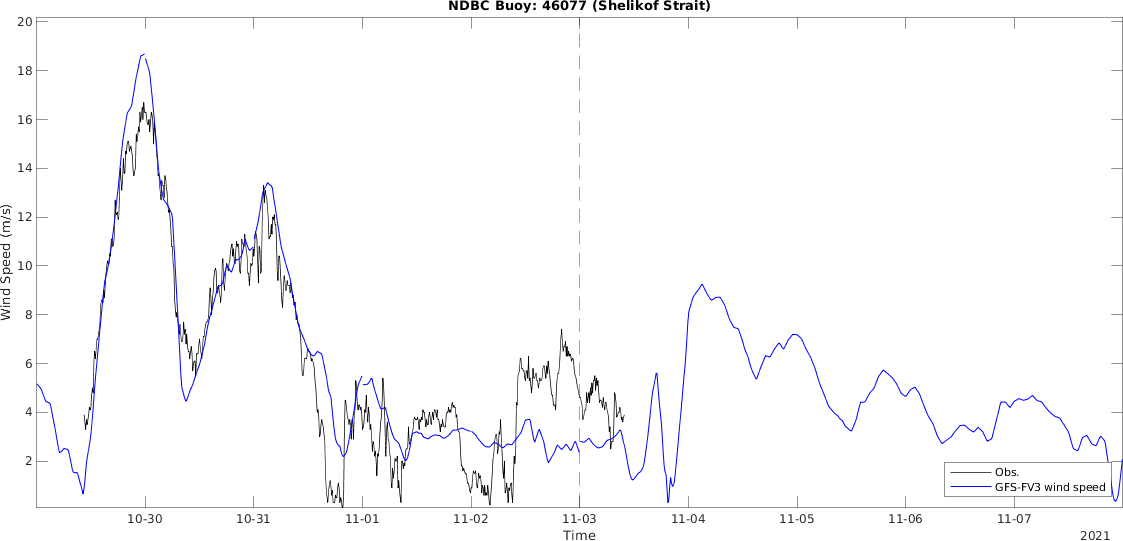 NDBC Buoy: 46077 (Shelikof Strait)
20
18
16
14
12
10
8
6
4
2
Wind Speed (m/s)
Obs.
GFS-FV3 wind speed
10-30 10-31 11-01 11-02 11-03 11-04 11-05 11-06 11-07
Time
2021